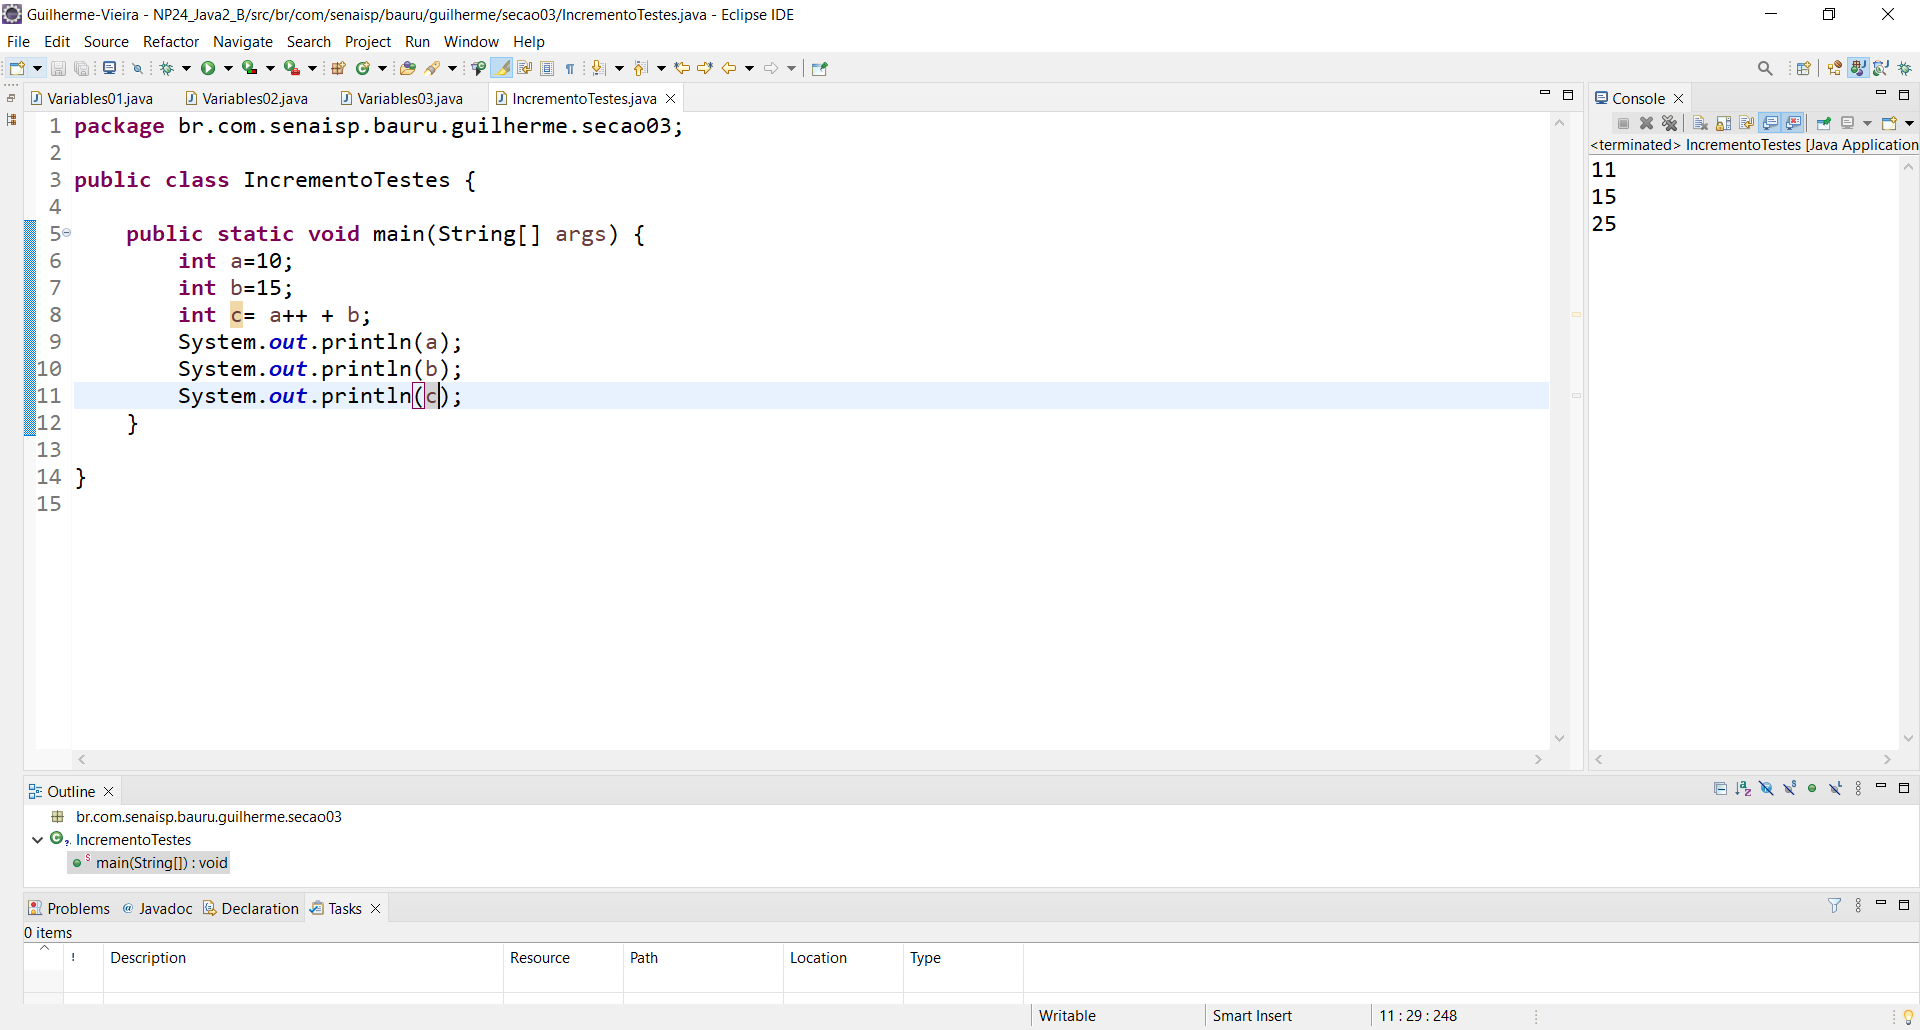 Guilherme-Vieira - NP24_Java2_B/src/br/com/senaisp/bauru/guilherme/secao03/IncrementoTestes.java - Eclipse IDE
File Edit Source Refactor Navigate Search Project Run Window Help
Variables01.java Variables02.java Variables03.java IncrementoTestes.java
1 package br.com.senaisp.bauru.guilherme.secao03;
2
3 public class IncrementoTestes {
4
5     public static void main(String[] args) {
6         int a=10;
7         int b=15;
8         int c= a++ + b;
9         System.out.println(a);
10         System.out.println(b);
11         System.out.println(c);
12     }
13
14 }
15
Console
<terminated> IncrementoTestes [Java Application
11
15
25
Outline
br.com.senaisp.bauru.guilherme.secao03
IncrementoTestes
main(String[]) : void
Problems Javadoc Declaration Tasks
0 items
! Description Resource Path Location Type
Writable Smart Insert 11 : 29 : 248